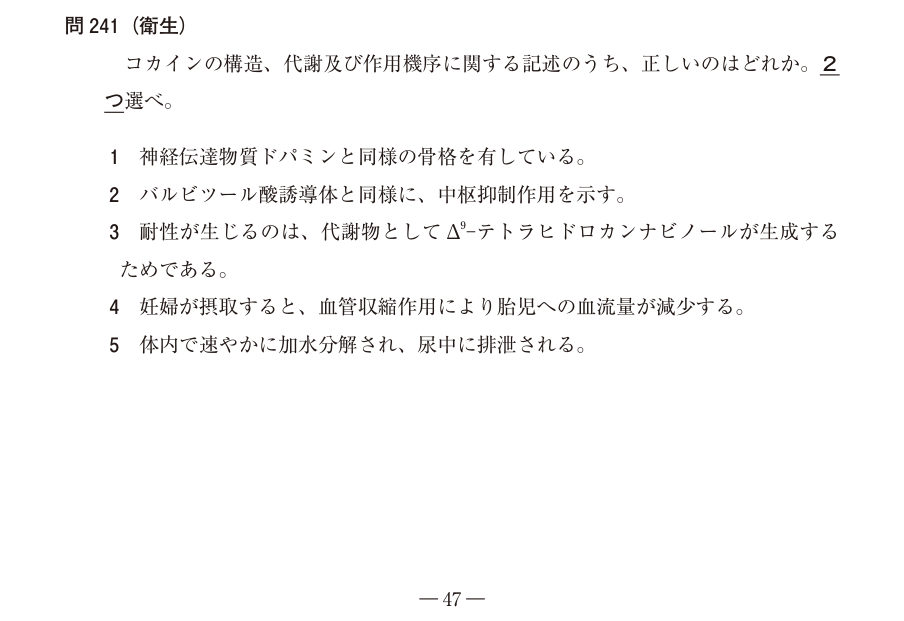 問 241（衛生）
コカインの構造、代謝及び作用機序に関する記述のうち、正しいのはどれか。2
つ選べ。
1　神経伝達物質ドパミンと同様の骨格を有している。
2　バルビツール酸誘導体と同様に、中枢抑制作用を示す。
3　耐性が生じるのは、代謝物として Δ⁹−テトラヒドロカンナビノールが生成する
ためである。
4　妊婦が摂取すると、血管収縮作用により胎児への血流量が減少する。
5　体内で速やかに加水分解され、尿中に排泄される。
― 47 ―